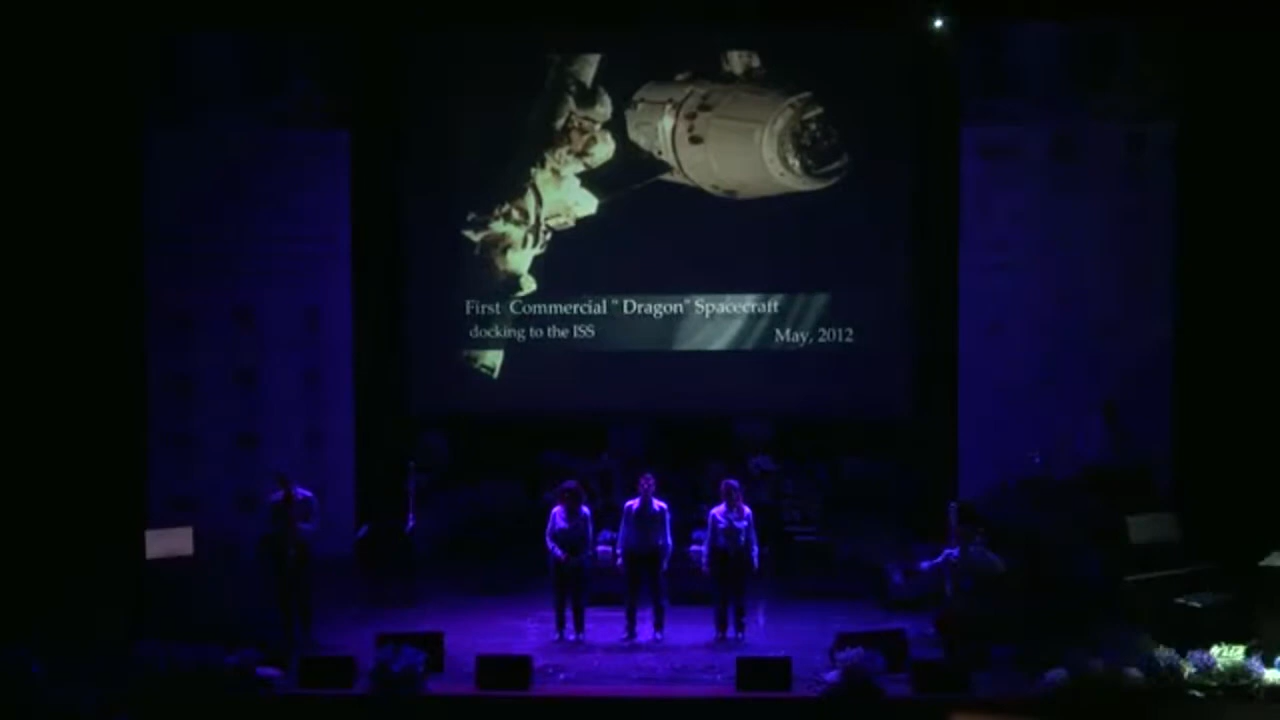 First Commercial "Dragon" Spacecraft
docking to the ISS
May, 2012